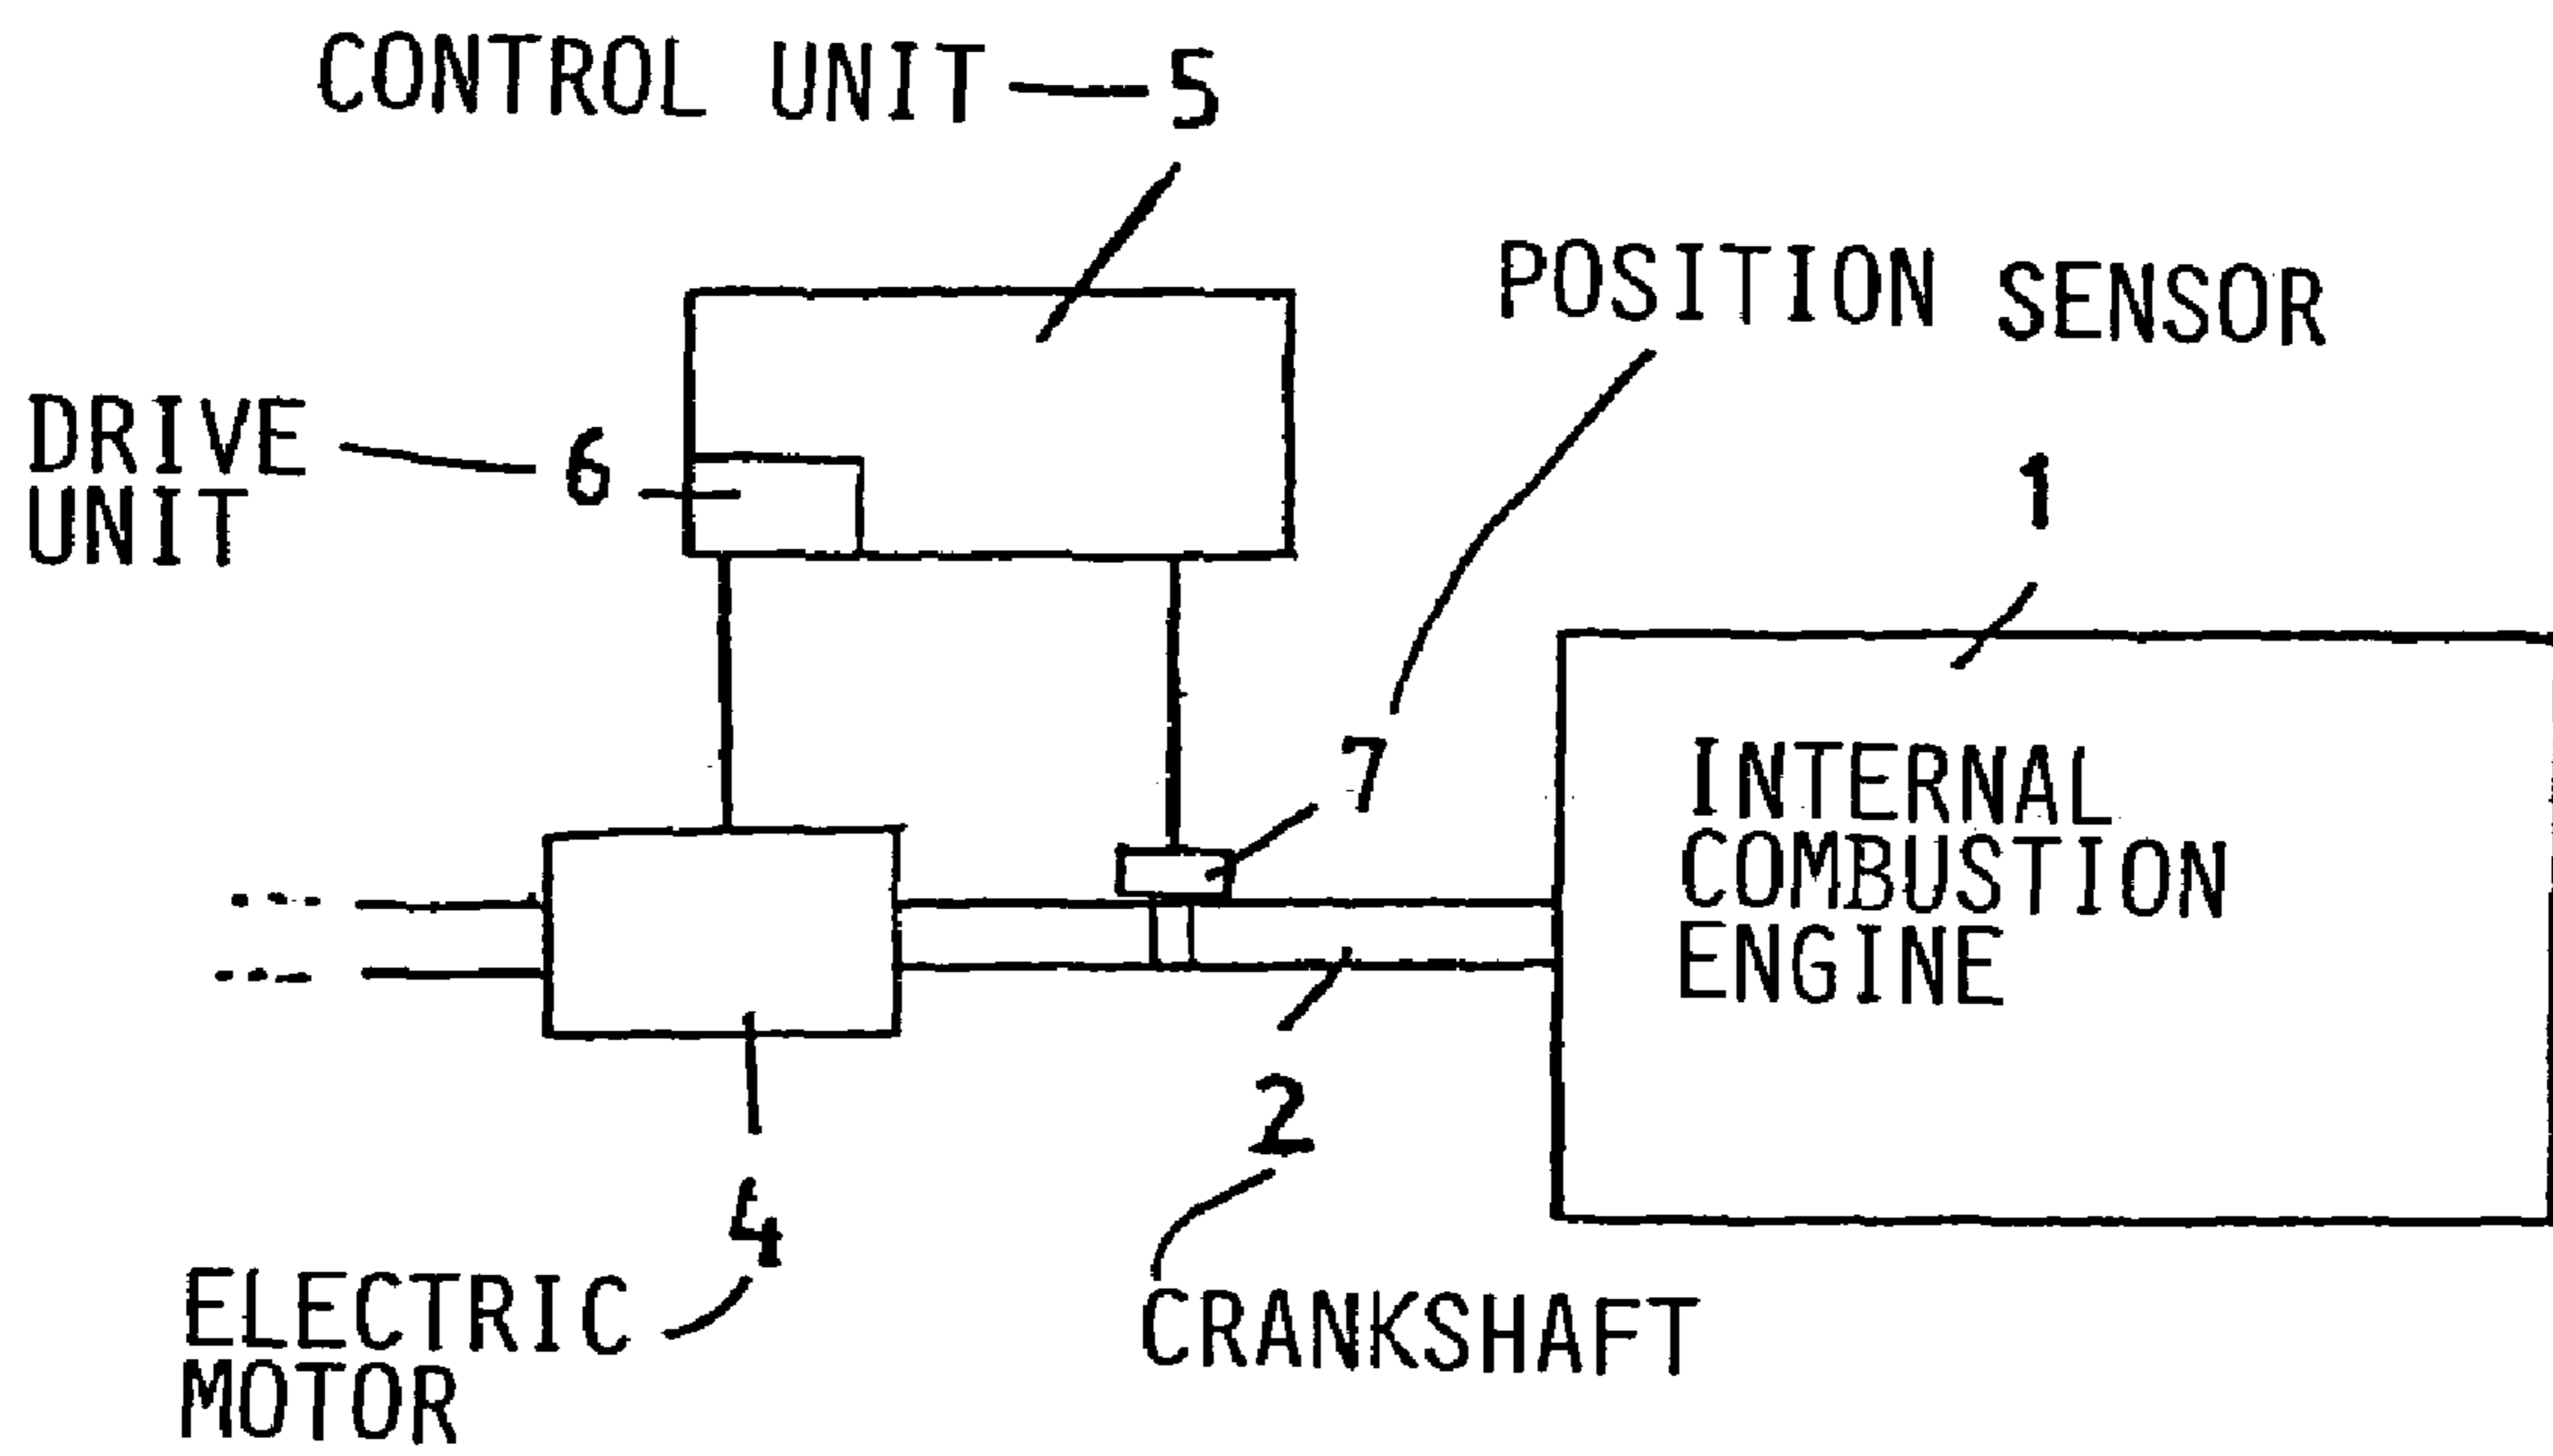 CONTROL UNIT 5
POSITION SENSOR
DRIVE
UNIT
6
1
7
INTERNAL
COMBUSTION
ENGINE
2
4
ELECTRIC
MOTOR
CRANKSHAFT